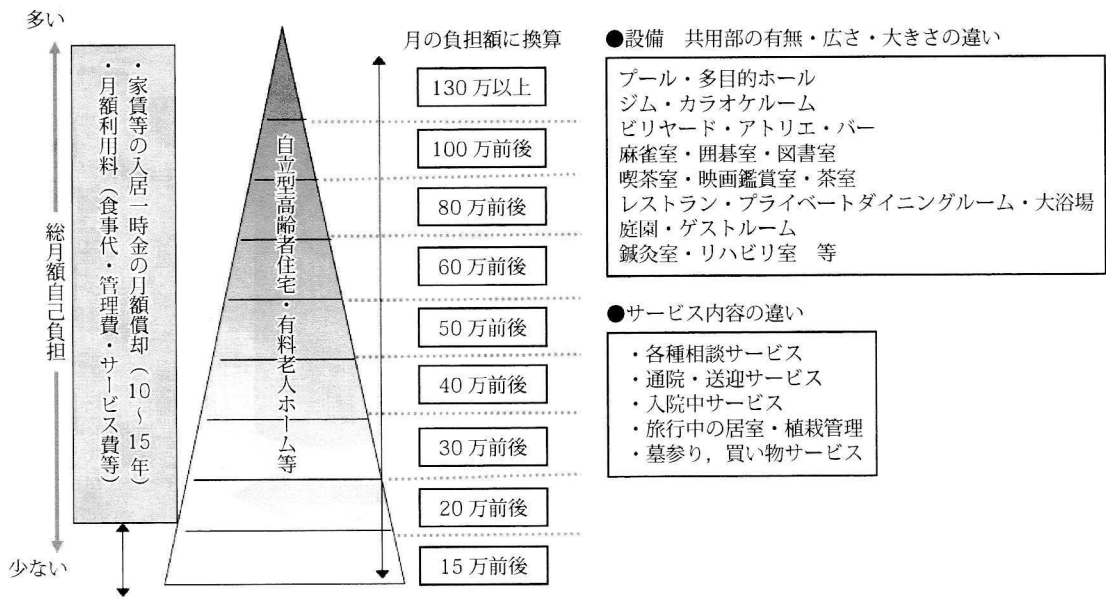 多い
総月額自己負担
少ない
・家賃等の入居一時金の月額償却（10～15年）
・月額利用料（食事代・管理費・サービス費等）
自立型高齢者住宅・有料老人ホーム等
月の負担額に換算
130万以上
100万前後
80万前後
60万前後
50万前後
40万前後
30万前後
20万前後
15万前後
●設備　共用部の有無・広さ・大きさの違い
プール・多目的ホール
ジム・カラオケルーム
ビリヤード・アトリエ・バー
麻雀室・囲碁室・図書室
喫茶室・映画鑑賞室・茶室
レストラン・プライベートダイニングルーム・大浴場
庭園・ゲストルーム
鍼灸室・リハビリ室　等
●サービス内容の違い
・各種相談サービス
・通院・送迎サービス
・入院中サービス
・旅行中の居室・植栽管理
・墓参り，買い物サービス